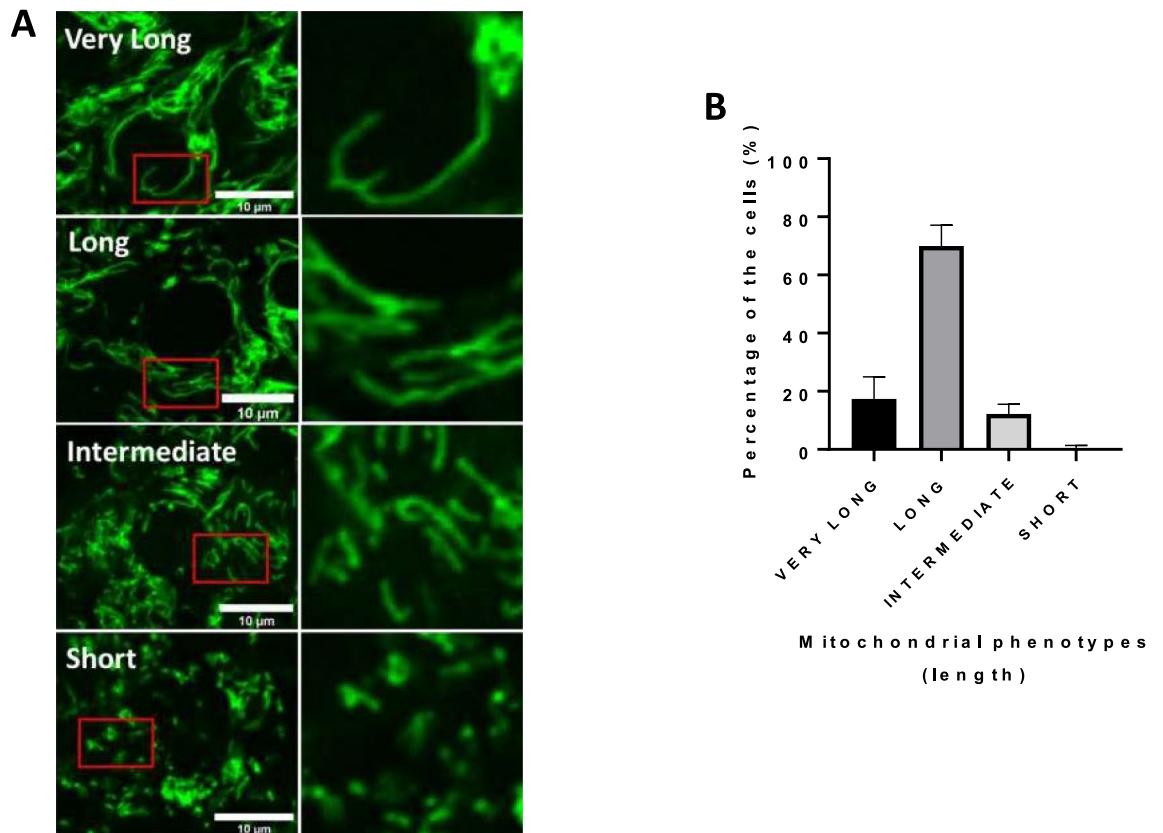 A
Very Long
10 µm
Long
10 µm
Intermediate
10 µm
Short
10 µm
B
Percentage of the cells (%)
100
80
60
40
20
0
VERY LONG
LONG
INTERMEDIATE
SHORT
Mitochondrial phenotypes
(length)